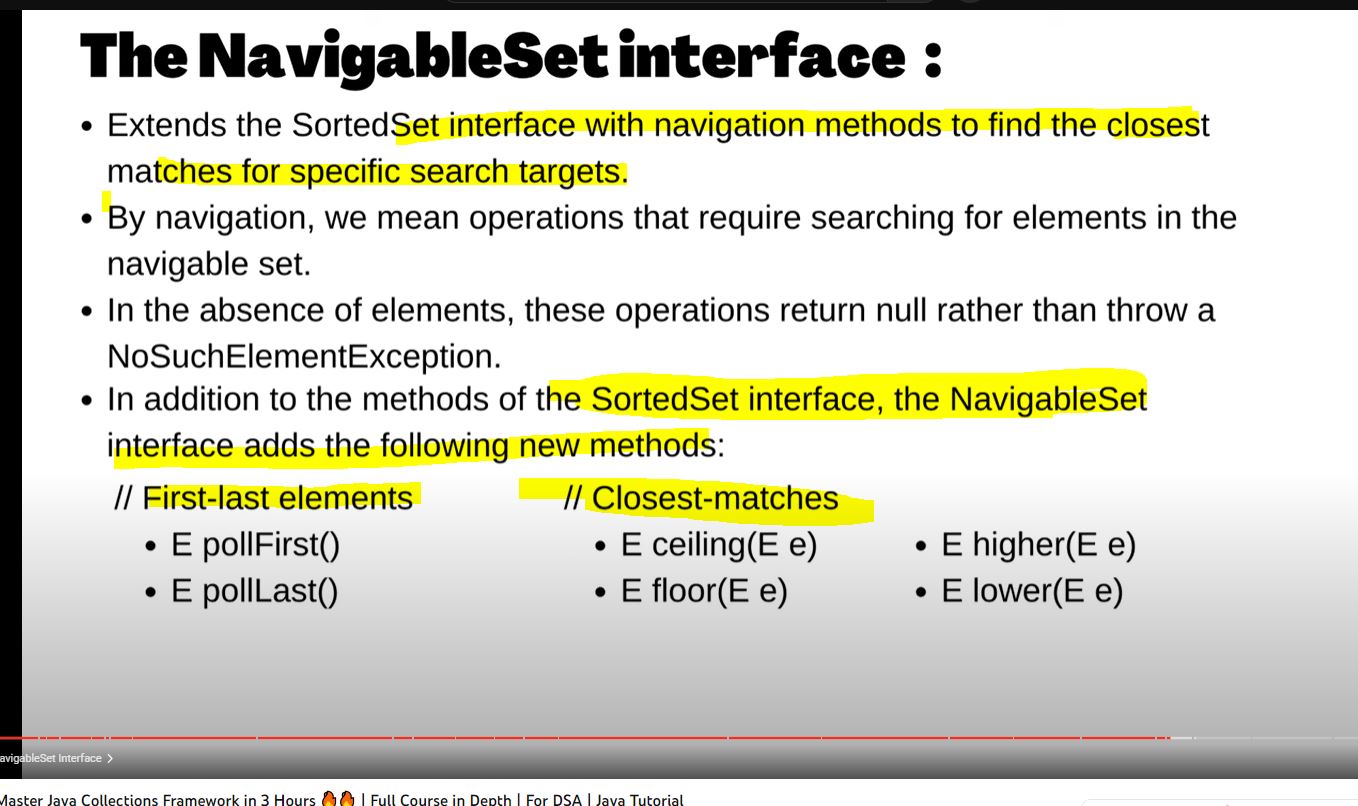 The NavigableSet interface :
• Extends the SortedSet interface with navigation methods to find the closest
matches for specific search targets.
• By navigation, we mean operations that require searching for elements in the
navigable set.
• In the absence of elements, these operations return null rather than throw a
NoSuchElementException.
• In addition to the methods of the SortedSet interface, the NavigableSet
interface adds the following new methods:
// First-last elements
• E pollFirst()
• E pollLast()
// Closest-matches
• E ceiling(E e)
• E floor(E e)
• E higher(E e)
• E lower(E e)
avigableSet Interface >
Master Java Collections Framework in 3 Hours 🔥🔥 | Full Course in Depth | For DSA | Java Tutorial